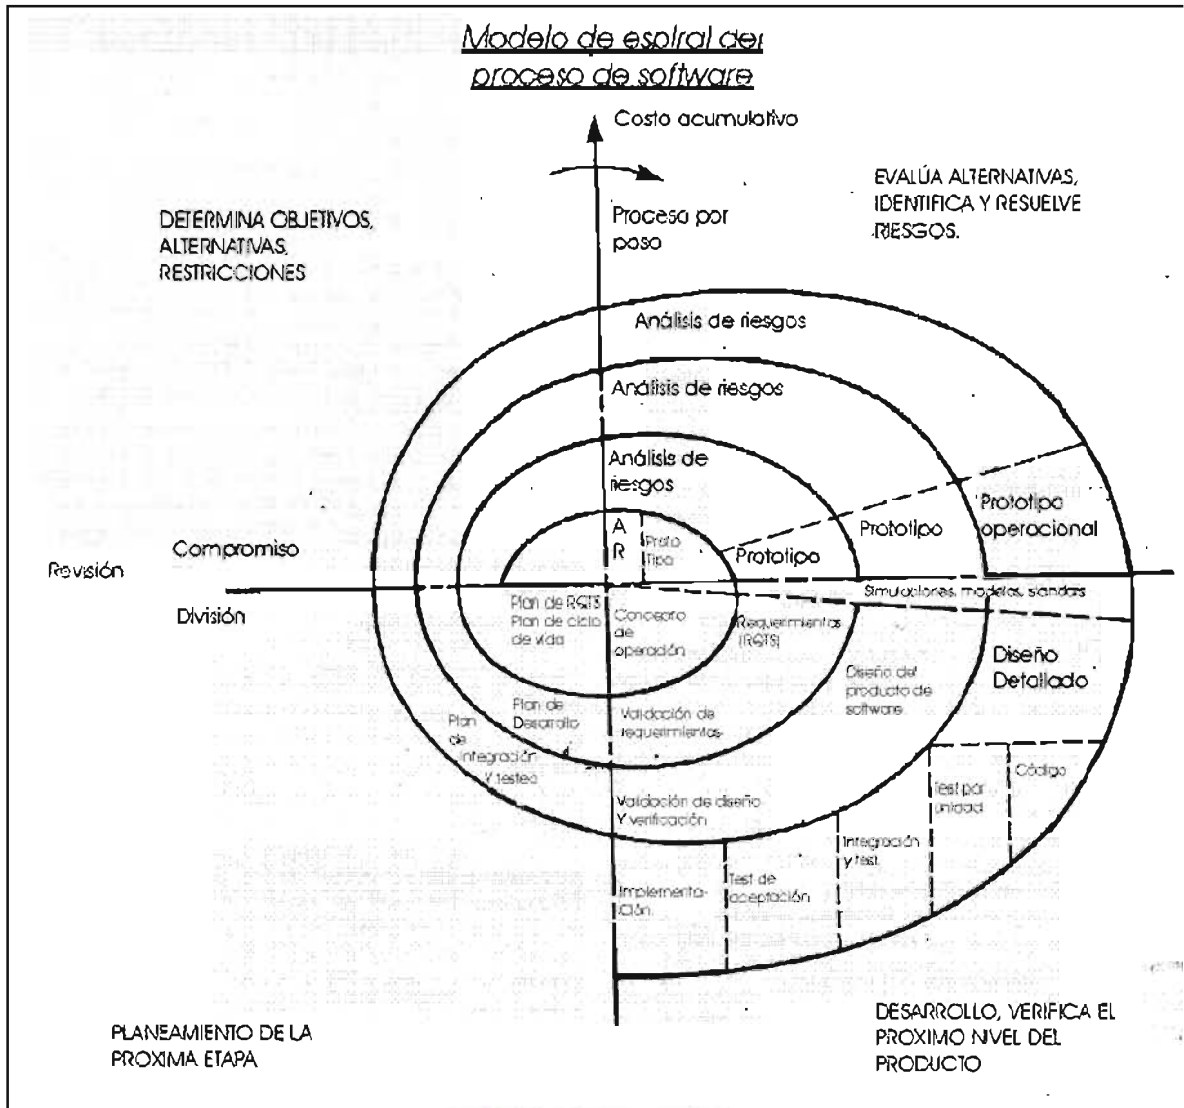 Modelo de espiral del
proceso de software
Costo acumulativo
EVALÚA ALTERNATIVAS,
IDENTIFICA Y RESUELVE
RIESGOS.
Proceso por
paso
DETERMINA OBJETIVOS,
ALTERNATIVAS,
RESTRICCIONES
Análisis de riesgos
Análisis de riesgos
Análisis de
riesgos
A
R
Proto
Tipo
Prototipo
Prototipo
Prototipo
operacional
Compromiso
Revisión
División
Simulaciones, modelos,
Plan de RQTS
Plan de ciclo
de vida
Concepto
de
operación
Requerimientos
(RQTS)
Diseño del
producto de
software.
Diseño
Detallado
Plan de
Desarrollo
Validación de
requerimientos
Plan
de
integración
Y testeo
Validación de diseño
Y verificación
Test por
unidad
Código
Integración
y test.
Test de
aceptación
Implementa-
ción.
PLANEAMIENTO DE LA
PROXIMA ETAPA
DESARROLLO, VERIFICA EL
PROXIMO NIVEL DEL
PRODUCTO